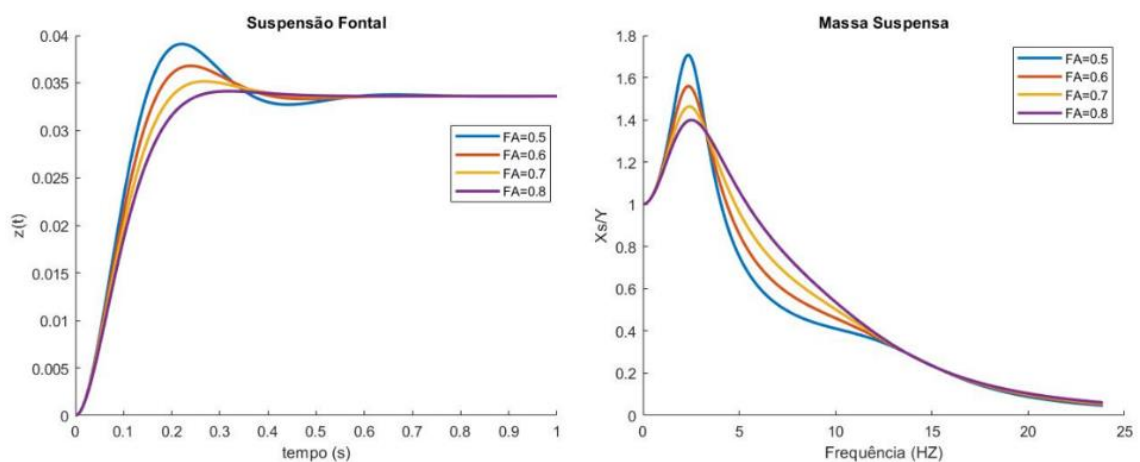 Suspensão Fontal
0.04
0.035
0.03
0.025
0.02
0.015
0.01
0.005
0
z(t)
FA=0.5
FA=0.6
FA=0.7
FA=0.8
0 0.1 0.2 0.3 0.4 0.5 0.6 0.7 0.8 0.9 1
tempo (s)
Massa Suspensa
1.8
1.6
1.4
1.2
1
0.8
0.6
0.4
0.2
0
Xs/Y
FA=0.5
FA=0.6
FA=0.7
FA=0.8
0 5 10 15 20 25
Frequência (HZ)